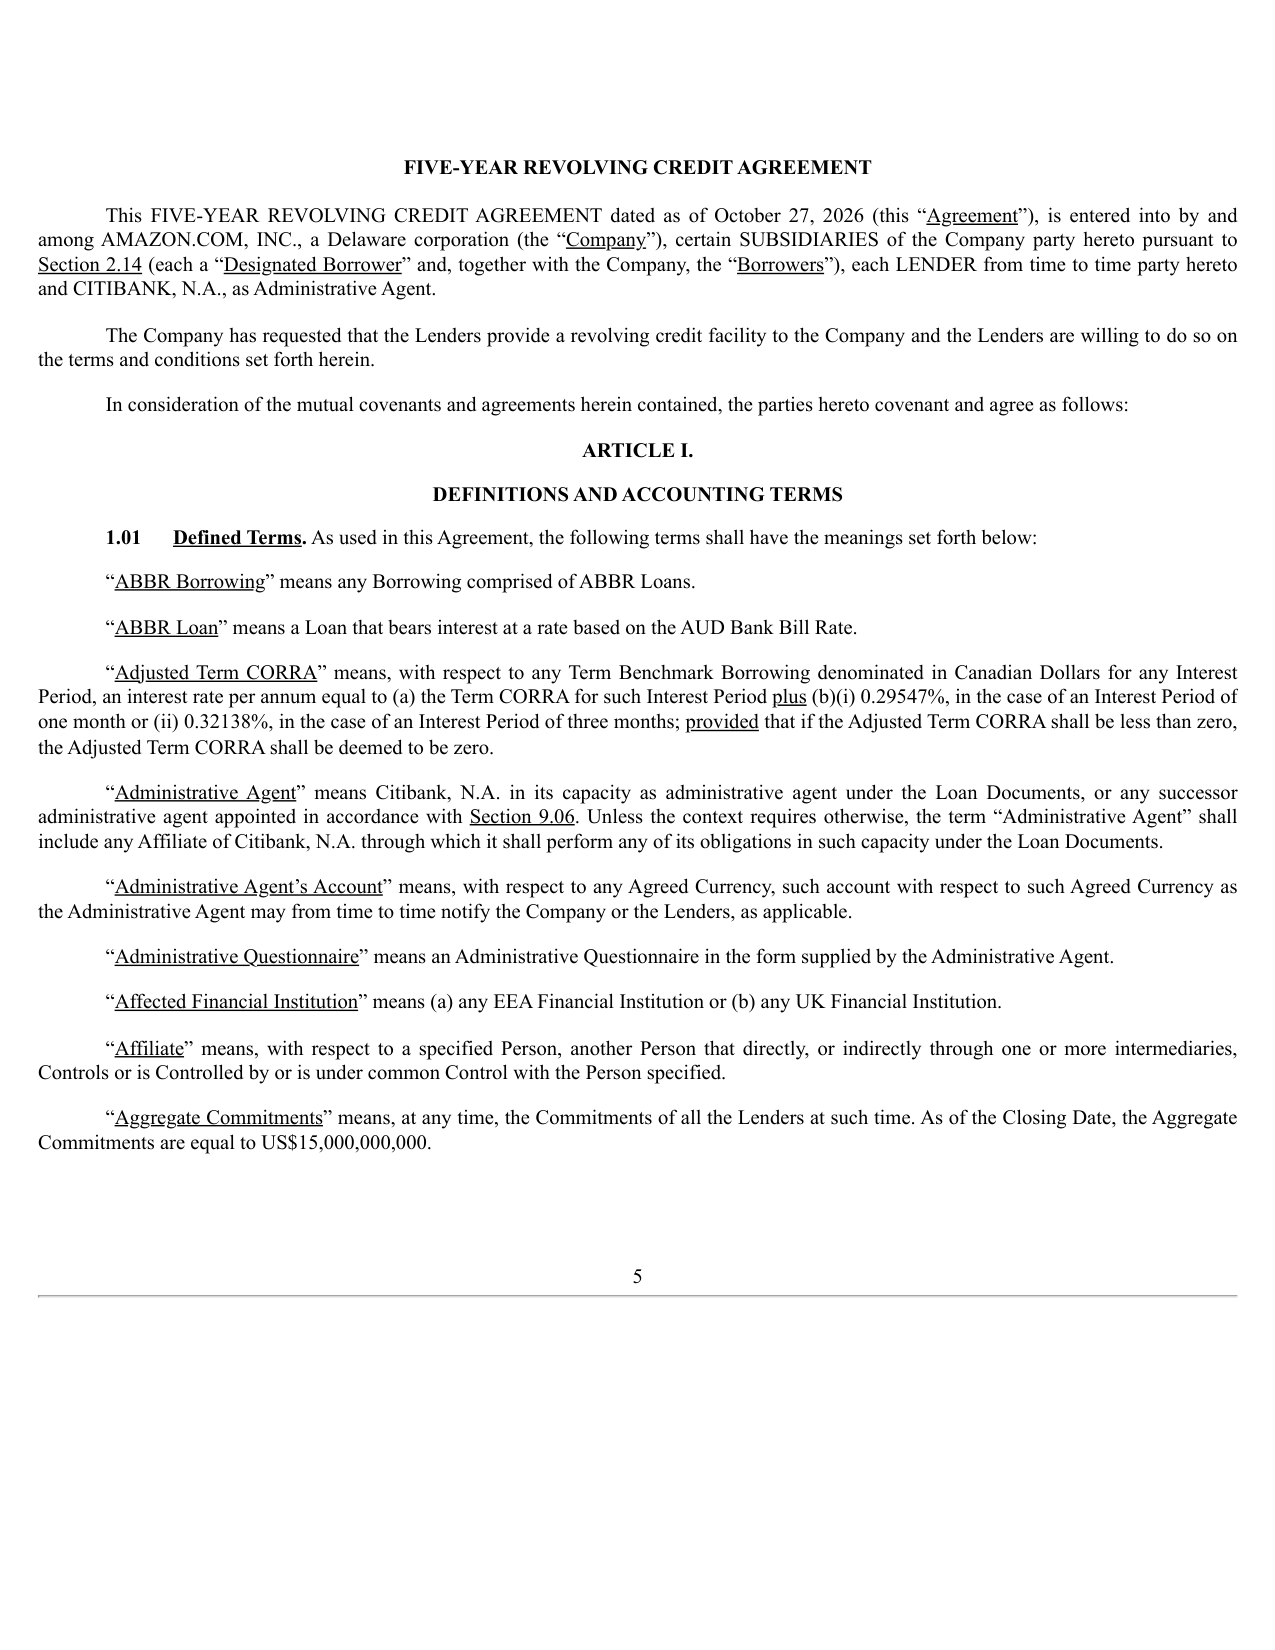 FIVE-YEAR REVOLVING CREDIT AGREEMENT
This FIVE-YEAR REVOLVING CREDIT AGREEMENT dated as of October 27, 2026 (this “Agreement”), is entered into by and
among AMAZON.COM, INC., a Delaware corporation (the “Company”), certain SUBSIDIARIES of the Company party hereto pursuant to
Section 2.14 (each a “Designated Borrower” and, together with the Company, the “Borrowers”), each LENDER from time to time party hereto
and CITIBANK, N.A., as Administrative Agent.
The Company has requested that the Lenders provide a revolving credit facility to the Company and the Lenders are willing to do so on
the terms and conditions set forth herein.
In consideration of the mutual covenants and agreements herein contained, the parties hereto covenant and agree as follows:
ARTICLE I.
DEFINITIONS AND ACCOUNTING TERMS
1.01 Defined Terms. As used in this Agreement, the following terms shall have the meanings set forth below:
“ABBR Borrowing” means any Borrowing comprised of ABBR Loans.
“ABBR Loan” means a Loan that bears interest at a rate based on the AUD Bank Bill Rate.
“Adjusted Term CORRA” means, with respect to any Term Benchmark Borrowing denominated in Canadian Dollars for any Interest
Period, an interest rate per annum equal to (a) the Term CORRA for such Interest Period plus (b)(i) 0.29547%, in the case of an Interest Period of
one month or (ii) 0.32138%, in the case of an Interest Period of three months; provided that if the Adjusted Term CORRA shall be less than zero,
the Adjusted Term CORRA shall be deemed to be zero.
“Administrative Agent” means Citibank, N.A. in its capacity as administrative agent under the Loan Documents, or any successor
administrative agent appointed in accordance with Section 9.06. Unless the context requires otherwise, the term “Administrative Agent” shall
include any Affiliate of Citibank, N.A. through which it shall perform any of its obligations in such capacity under the Loan Documents.
“Administrative Agent’s Account” means, with respect to any Agreed Currency, such account with respect to such Agreed Currency as
the Administrative Agent may from time to time notify the Company or the Lenders, as applicable.
“Administrative Questionnaire” means an Administrative Questionnaire in the form supplied by the Administrative Agent.
“Affected Financial Institution” means (a) any EEA Financial Institution or (b) any UK Financial Institution.
“Affiliate” means, with respect to a specified Person, another Person that directly, or indirectly through one or more intermediaries,
Controls or is Controlled by or is under common Control with the Person specified.
“Aggregate Commitments” means, at any time, the Commitments of all the Lenders at such time. As of the Closing Date, the Aggregate
Commitments are equal to US$15,000,000,000.
5